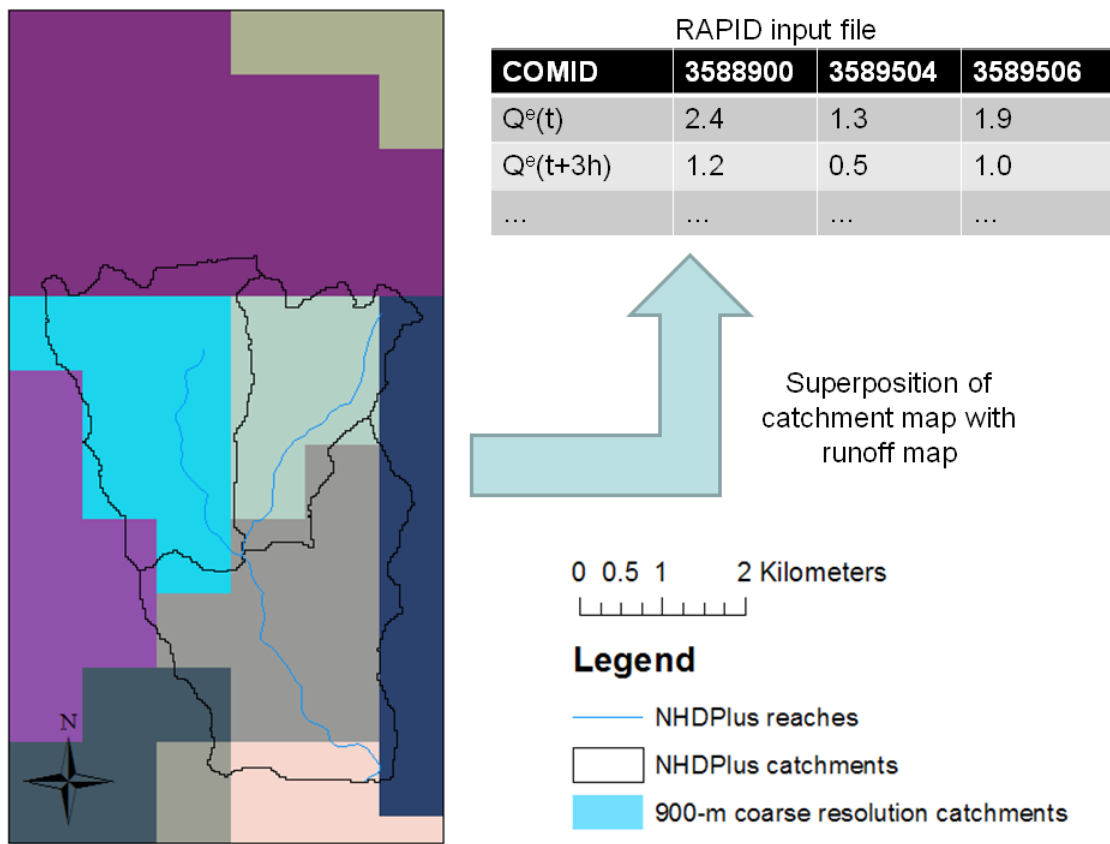 RAPID input file
COMID 3588900 3589504 3589506
Qᵉ(t) 2.4 1.3 1.9
Qᵉ(t+3h) 1.2 0.5 1.0
… … … …
Superposition of
catchment map with
runoff map
0 0.5 1 2 Kilometers
Legend
NHDPlus reaches
NHDPlus catchments
900-m coarse resolution catchments
N